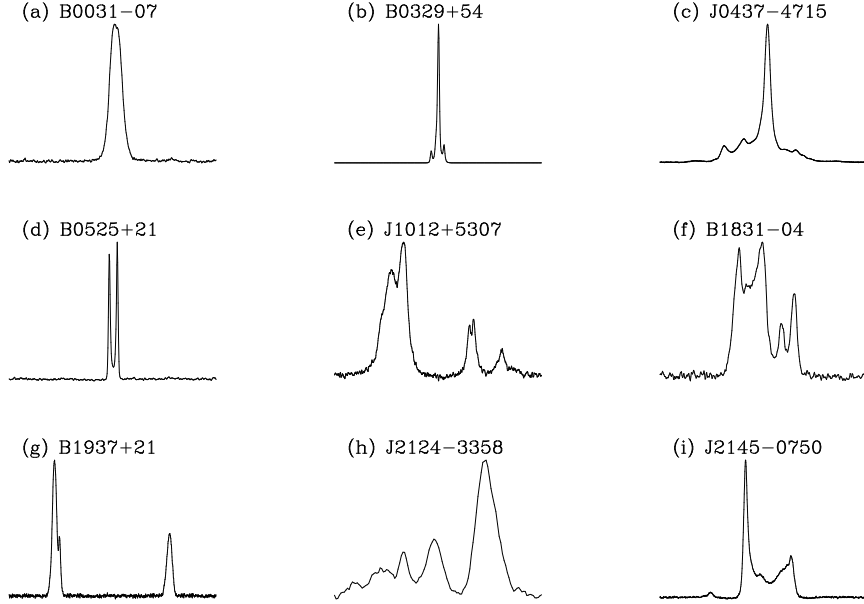 (a) B0031−07
(b) B0329+54
(c) J0437−4715
(d) B0525+21
(e) J1012+5307
(f) B1831−04
(g) B1937+21
(h) J2124−3358
(i) J2145−0750